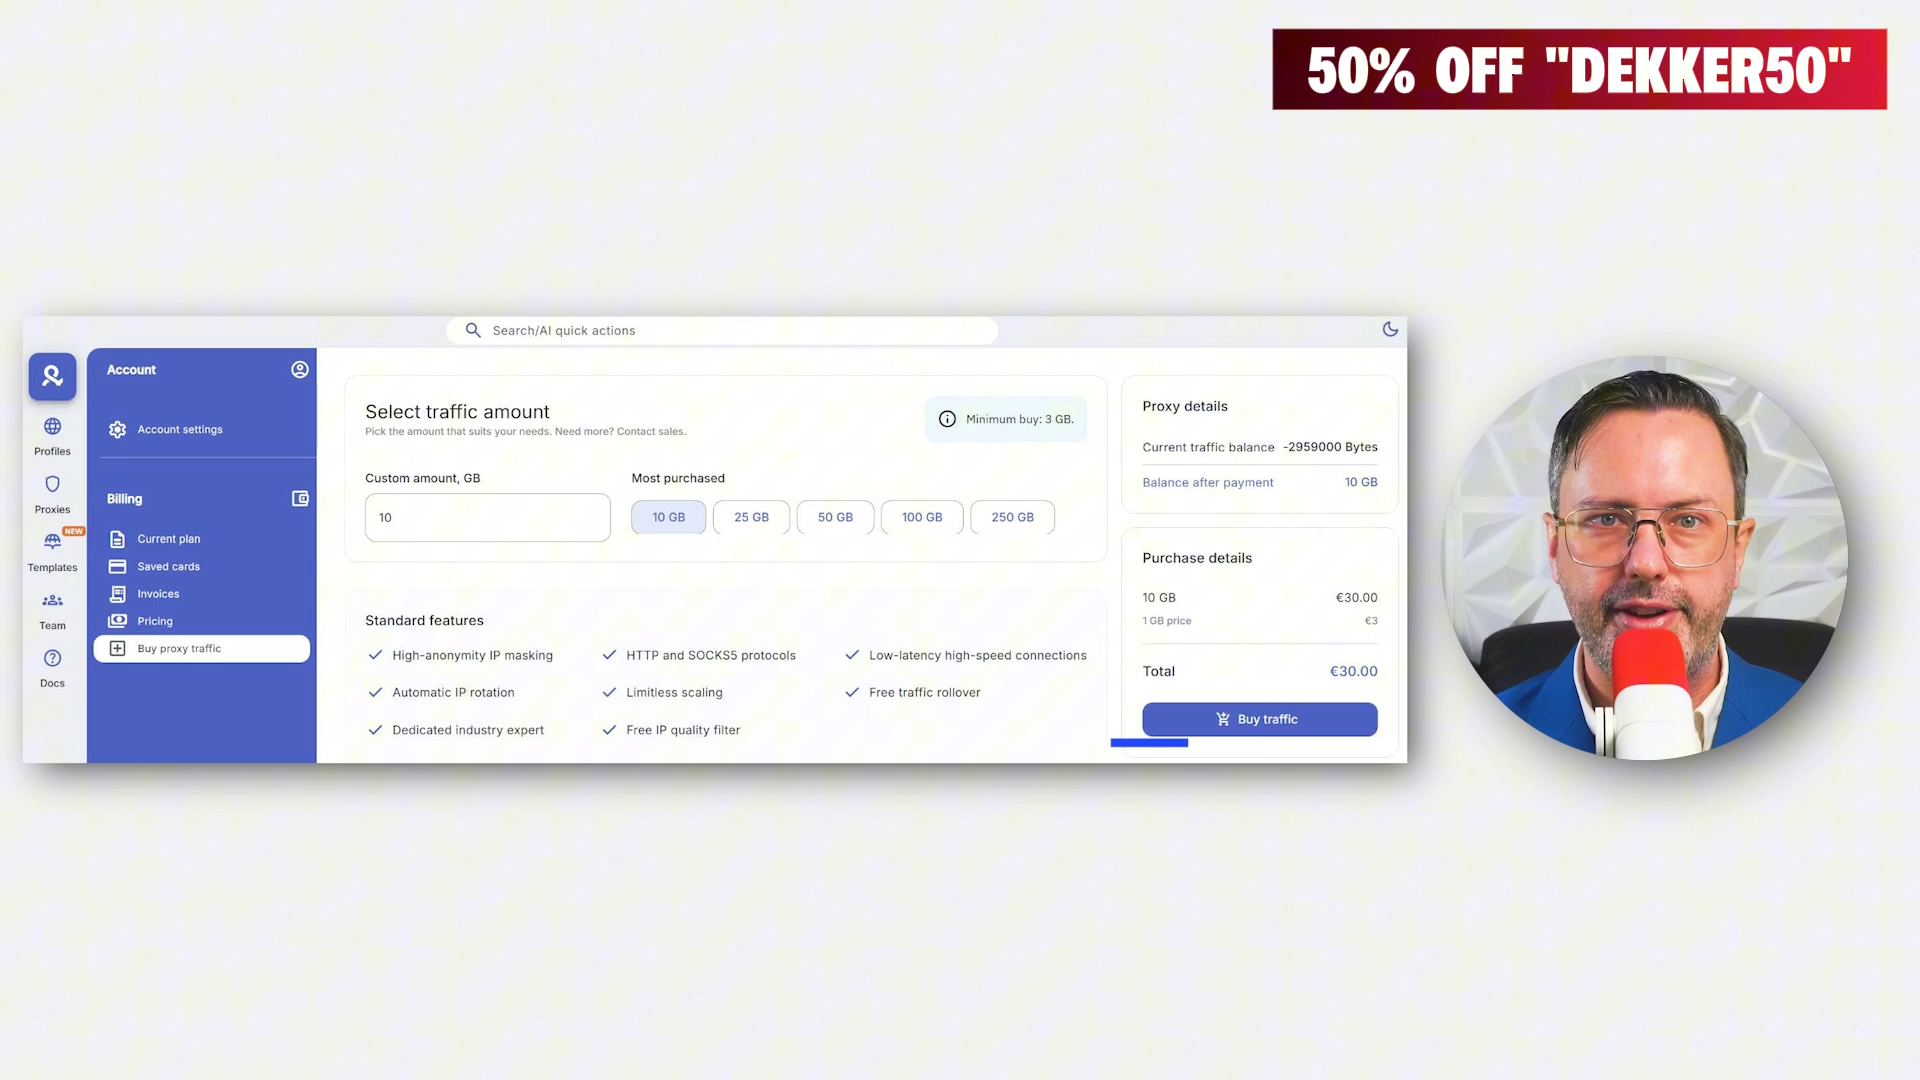 50% OFF "DEKKER50"
Search/AI quick actions
Account
Account settings
Profiles
Proxies
NEW
Templates
Team
Docs
Billing
Current plan
Saved cards
Invoices
Pricing
Buy proxy traffic
Select traffic amount
Pick the amount that suits your needs. Need more? Contact sales.
Minimum buy: 3 GB.
Custom amount, GB
10
Most purchased
10 GB 25 GB 50 GB 100 GB 250 GB
Standard features
High-anonymity IP masking HTTP and SOCKS5 protocols Low-latency high-speed connections
Automatic IP rotation Limitless scaling Free traffic rollover
Dedicated industry expert Free IP quality filter
Proxy details
Current traffic balance -2959000 Bytes
Balance after payment 10 GB
Purchase details
10 GB €30.00
1 GB price €3
Total €30.00
Buy traffic